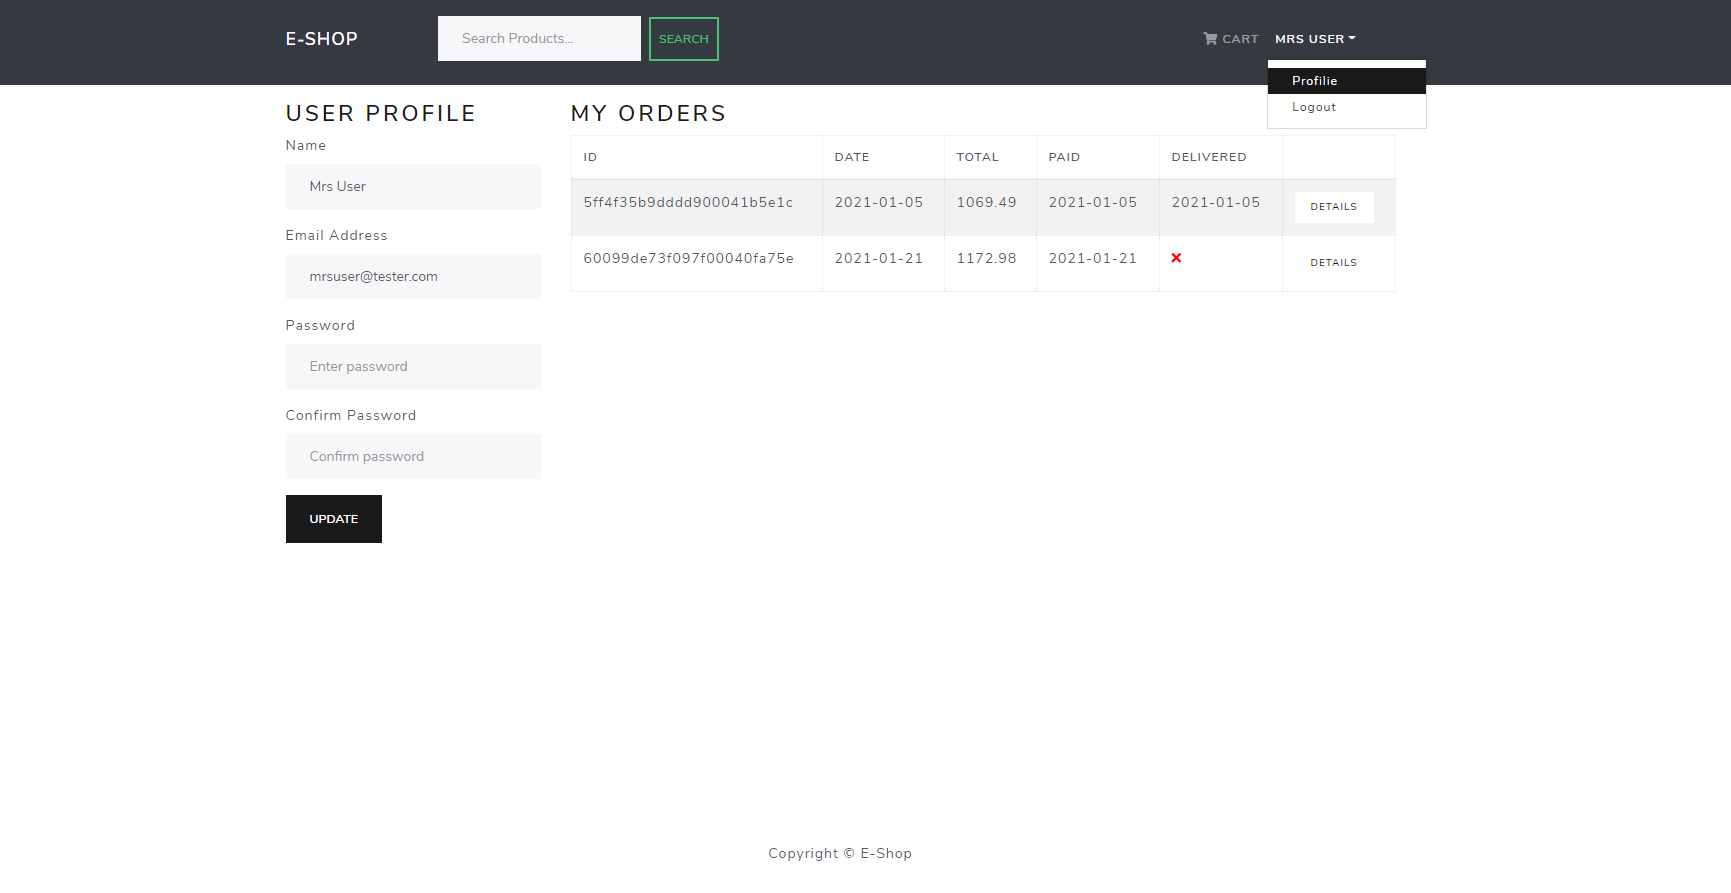 E-SHOP
Search Products...
SEARCH
CART
MRS USER
Profilie
Logout
USER PROFILE
Name
Mrs User
Email Address
mrsuser@tester.com
Password
Enter password
Confirm Password
Confirm password
UPDATE
MY ORDERS
ID DATE TOTAL PAID DELIVERED
5ff4f35b9dddd900041b5e1c 2021-01-05 1069.49 2021-01-05 2021-01-05 DETAILS
60099de73f097f00040fa75e 2021-01-21 1172.98 2021-01-21 DETAILS
Copyright © E-Shop